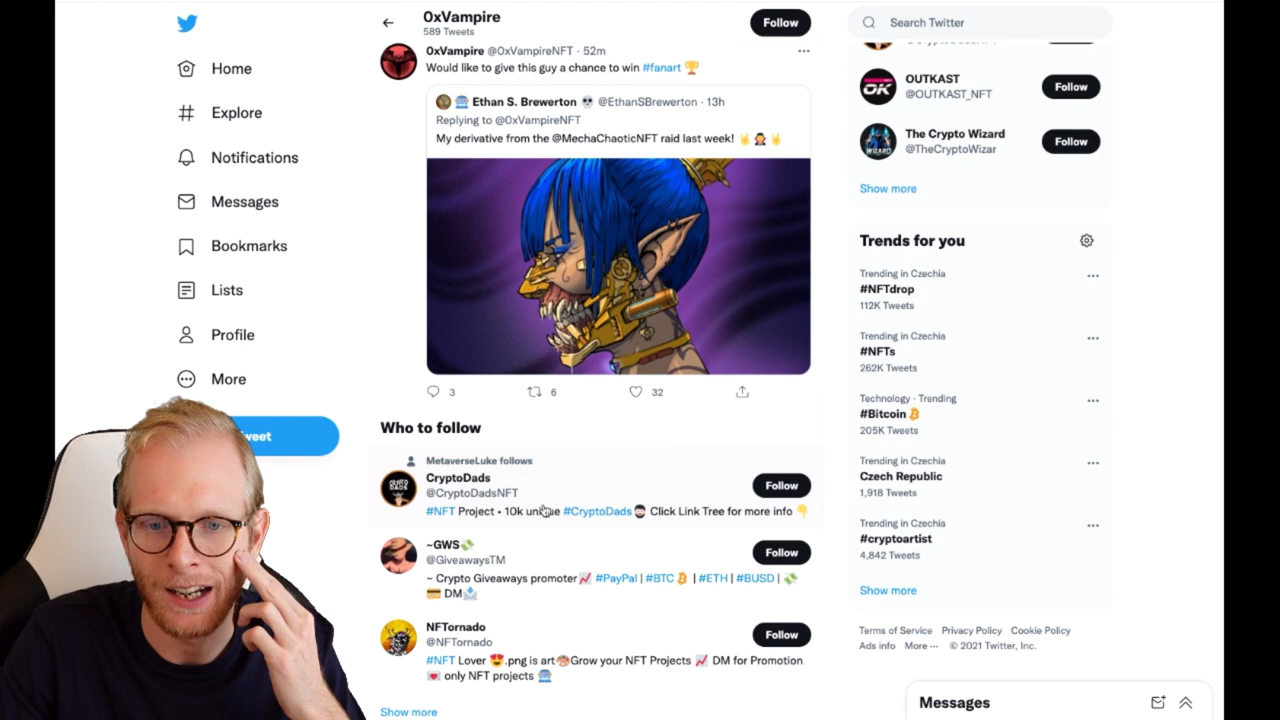 0xVampire
589 Tweets
Follow
Search Twitter
0xVampire @0xVampireNFT · 52m
Would like to give this guy a chance to win #fanart 🏆
Ethan S. Brewerton 💀 @EthanSBrewerton · 13h
Replying to @0xVampireNFT
My derivative from the @MechaChaoticNFT raid last week!
3
6
32
Home
Explore
Notifications
Messages
Bookmarks
Lists
Profile
More
weet
Who to follow
MetaverseLuke follows
CryptoDads
@CryptoDadsNFT
Follow
#NFT Project • 10k unique #CryptoDads Click Link Tree for more info 👇
~GWS💸
@GiveawaysTM
Follow
~ Crypto Giveaways promoter📈 #PayPal | #BTC | #ETH | #BUSD | 💸
💳 DM📩
NFTornado
@NFTornado
Follow
#NFT Lover 😍.png is art🎨Grow your NFT Projects 📈 DM for Promotion
💌 only NFT projects
Show more
OUTKAST
@OUTKAST_NFT
Follow
The Crypto Wizard
@TheCryptoWizar
Follow
Show more
Trends for you
Trending in Czechia
#NFTdrop
112K Tweets
Trending in Czechia
#NFTs
262K Tweets
Technology · Trending
#Bitcoin
205K Tweets
Trending in Czechia
Czech Republic
1,918 Tweets
Trending in Czechia
#cryptoartist
4,842 Tweets
Show more
Terms of Service Privacy Policy Cookie Policy
Ads info More ··· © 2021 Twitter, Inc.
Messages